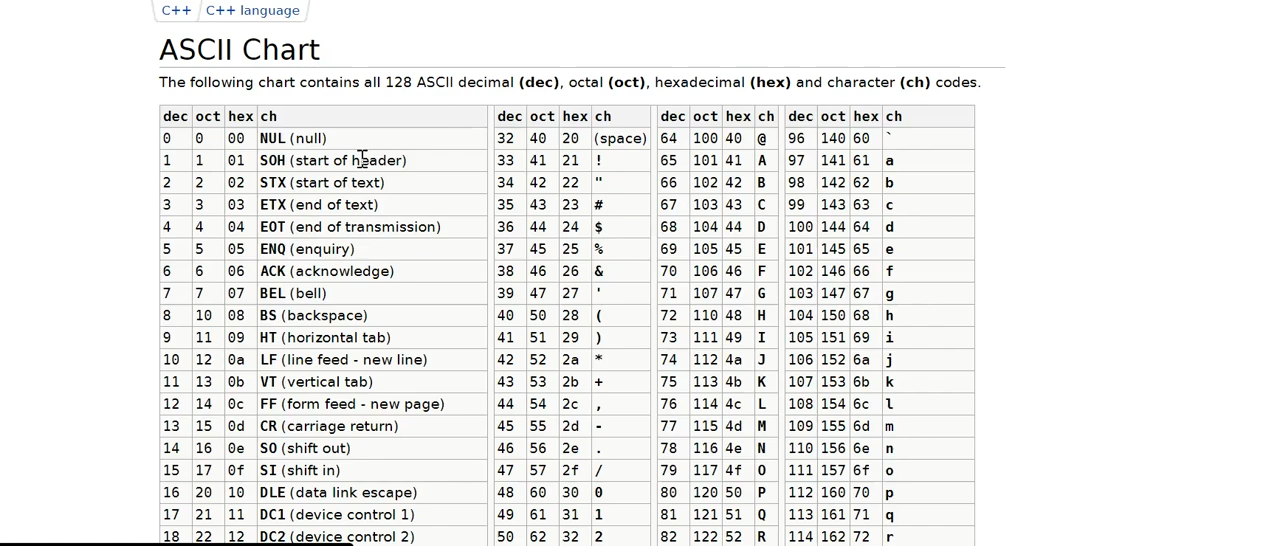 C++ C++ language
ASCII Chart
The following chart contains all 128 ASCII decimal (dec), octal (oct), hexadecimal (hex) and character (ch) codes.
dec oct hex ch dec oct hex ch dec oct hex ch dec oct hex ch
0 0 00 NUL (null) 32 40 20 (space) 64 100 40 @ 96 140 60 `
1 1 01 SOH (start of header) 33 41 21 ! 65 101 41 A 97 141 61 a
2 2 02 STX (start of text) 34 42 22 " 66 102 42 B 98 142 62 b
3 3 03 ETX (end of text) 35 43 23 # 67 103 43 C 99 143 63 c
4 4 04 EOT (end of transmission) 36 44 24 $ 68 104 44 D 100 144 64 d
5 5 05 ENQ (enquiry) 37 45 25 % 69 105 45 E 101 145 65 e
6 6 06 ACK (acknowledge) 38 46 26 & 70 106 46 F 102 146 66 f
7 7 07 BEL (bell) 39 47 27 ' 71 107 47 G 103 147 67 g
8 10 08 BS (backspace) 40 50 28 ( 72 110 48 H 104 150 68 h
9 11 09 HT (horizontal tab) 41 51 29 ) 73 111 49 I 105 151 69 i
10 12 0a LF (line feed - new line) 42 52 2a * 74 112 4a J 106 152 6a j
11 13 0b VT (vertical tab) 43 53 2b + 75 113 4b K 107 153 6b k
12 14 0c FF (form feed - new page) 44 54 2c , 76 114 4c L 108 154 6c l
13 15 0d CR (carriage return) 45 55 2d - 77 115 4d M 109 155 6d m
14 16 0e SO (shift out) 46 56 2e . 78 116 4e N 110 156 6e n
15 17 0f SI (shift in) 47 57 2f / 79 117 4f O 111 157 6f o
16 20 10 DLE (data link escape) 48 60 30 0 80 120 50 P 112 160 70 p
17 21 11 DC1 (device control 1) 49 61 31 1 81 121 51 Q 113 161 71 q
18 22 12 DC2 (device control 2) 50 62 32 2 82 122 52 R 114 162 72 r